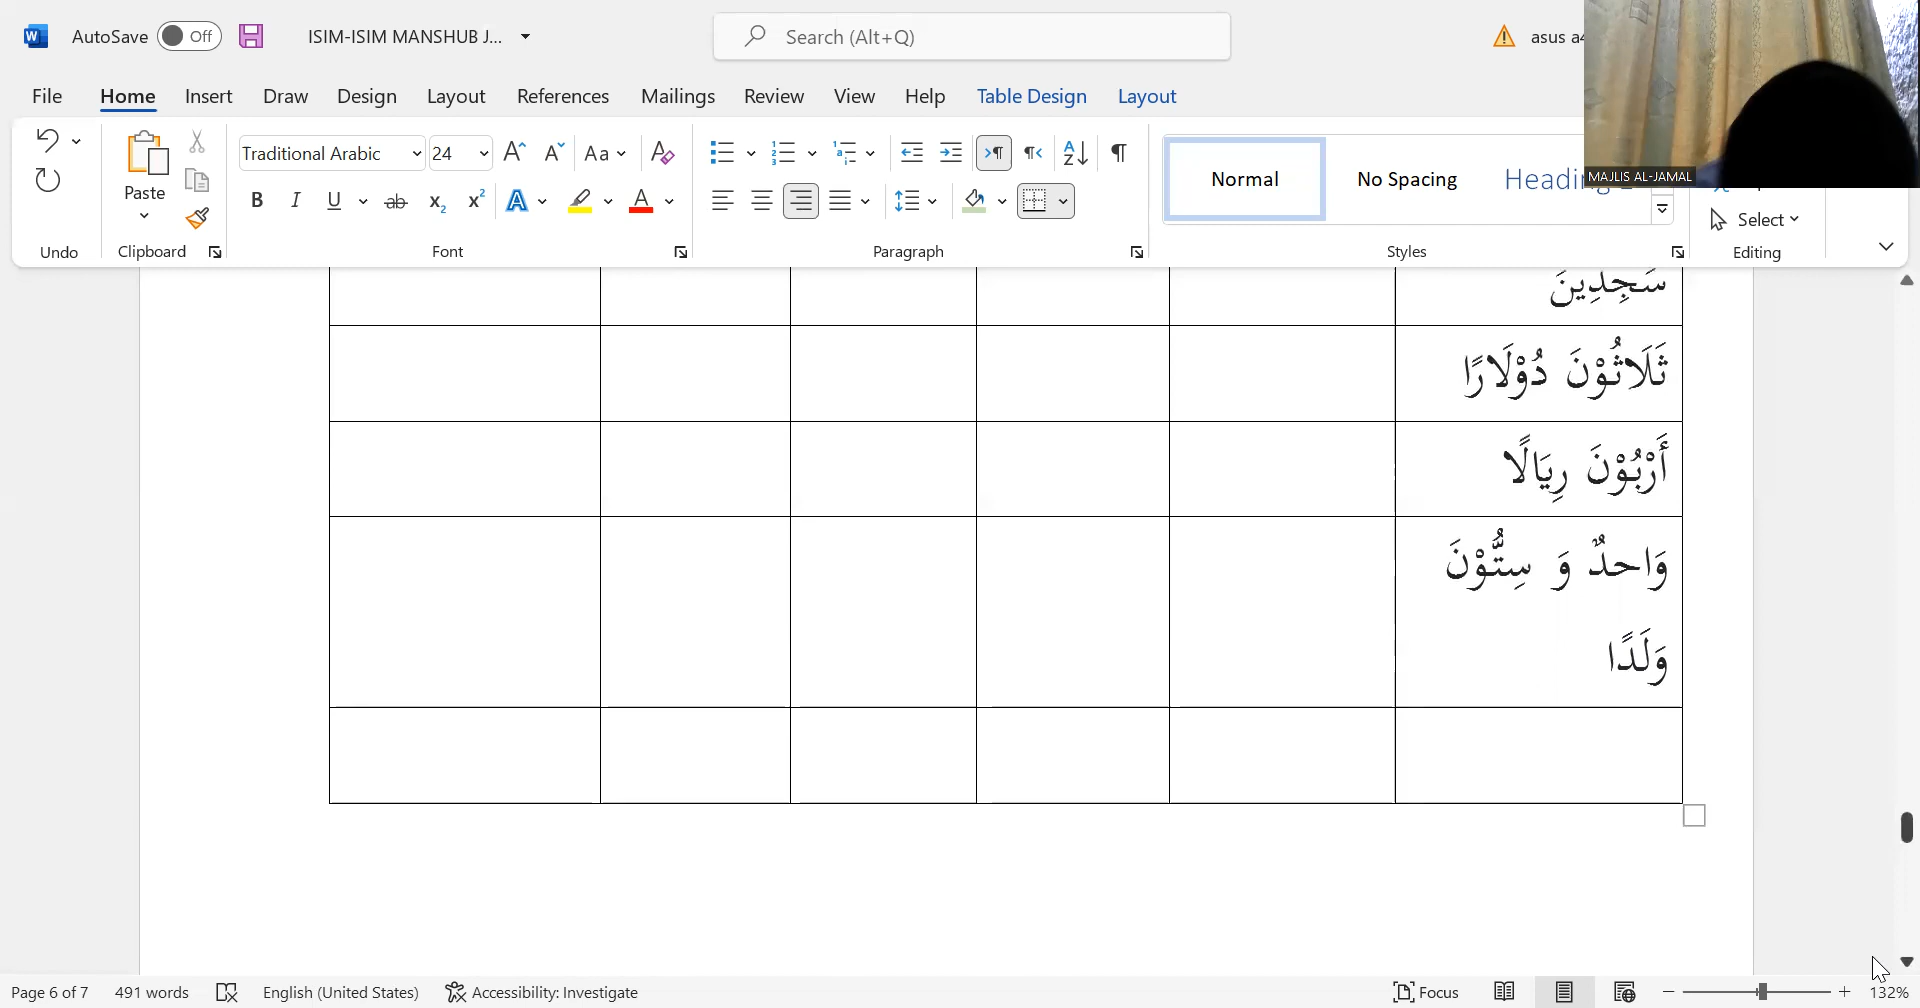 AutoSave Off ISIM-ISIM MANSHUB J... Search (Alt+Q) asus a4
File Home Insert Draw Design Layout References Mailings Review View Help Table Design Layout
MAJLIS AL-JAMAL
Paste
Traditional Arabic 24
Normal No Spacing
Select
Undo Clipboard Font Paragraph Styles Editing
سَجِدِينَ
ثَلَاثُوْنَ دُوْلَارًا
أَرْبُوْنَ رِيَالًا
وَاحدٌ وَ سِتُّوْنَ
وَلَدًا
Page 6 of 7 491 words English (United States) Accessibility: Investigate Focus 132%